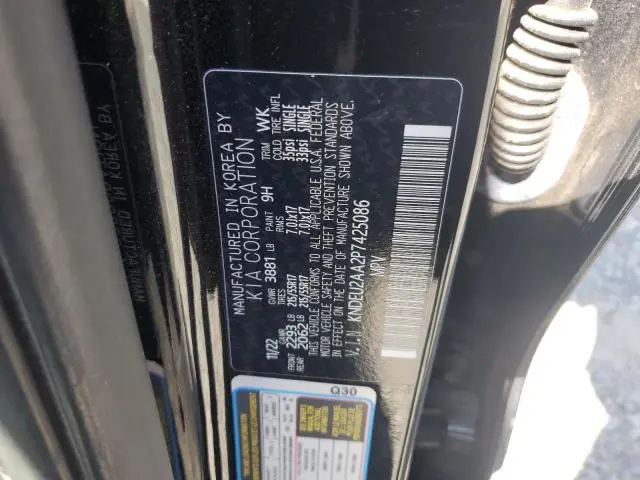 MANUFACTURED IN KOREA BY
KIA CORPORATION
11/22 GVWR 3881 LB PAINT 9H TRIM WK
GAWR TIRES RIMS COLD TIRE INFL
FRONT 2293 LB 215/55R17 7.0Jx17 35psi SINGLE
REAR 2062 LB 215/55R17 7.0Jx17 33psi SINGLE
THIS VEHICLE CONFORMS TO ALL APPLICABLE U.S.A. FEDERAL
MOTOR VEHICLE SAFETY AND THEFT PREVENTION STANDARDS
IN EFFECT ON THE DATE OF MANUFACTURE SHOWN ABOVE.
V.I.N KNDEU2AA2P7425086
MPV
Q30